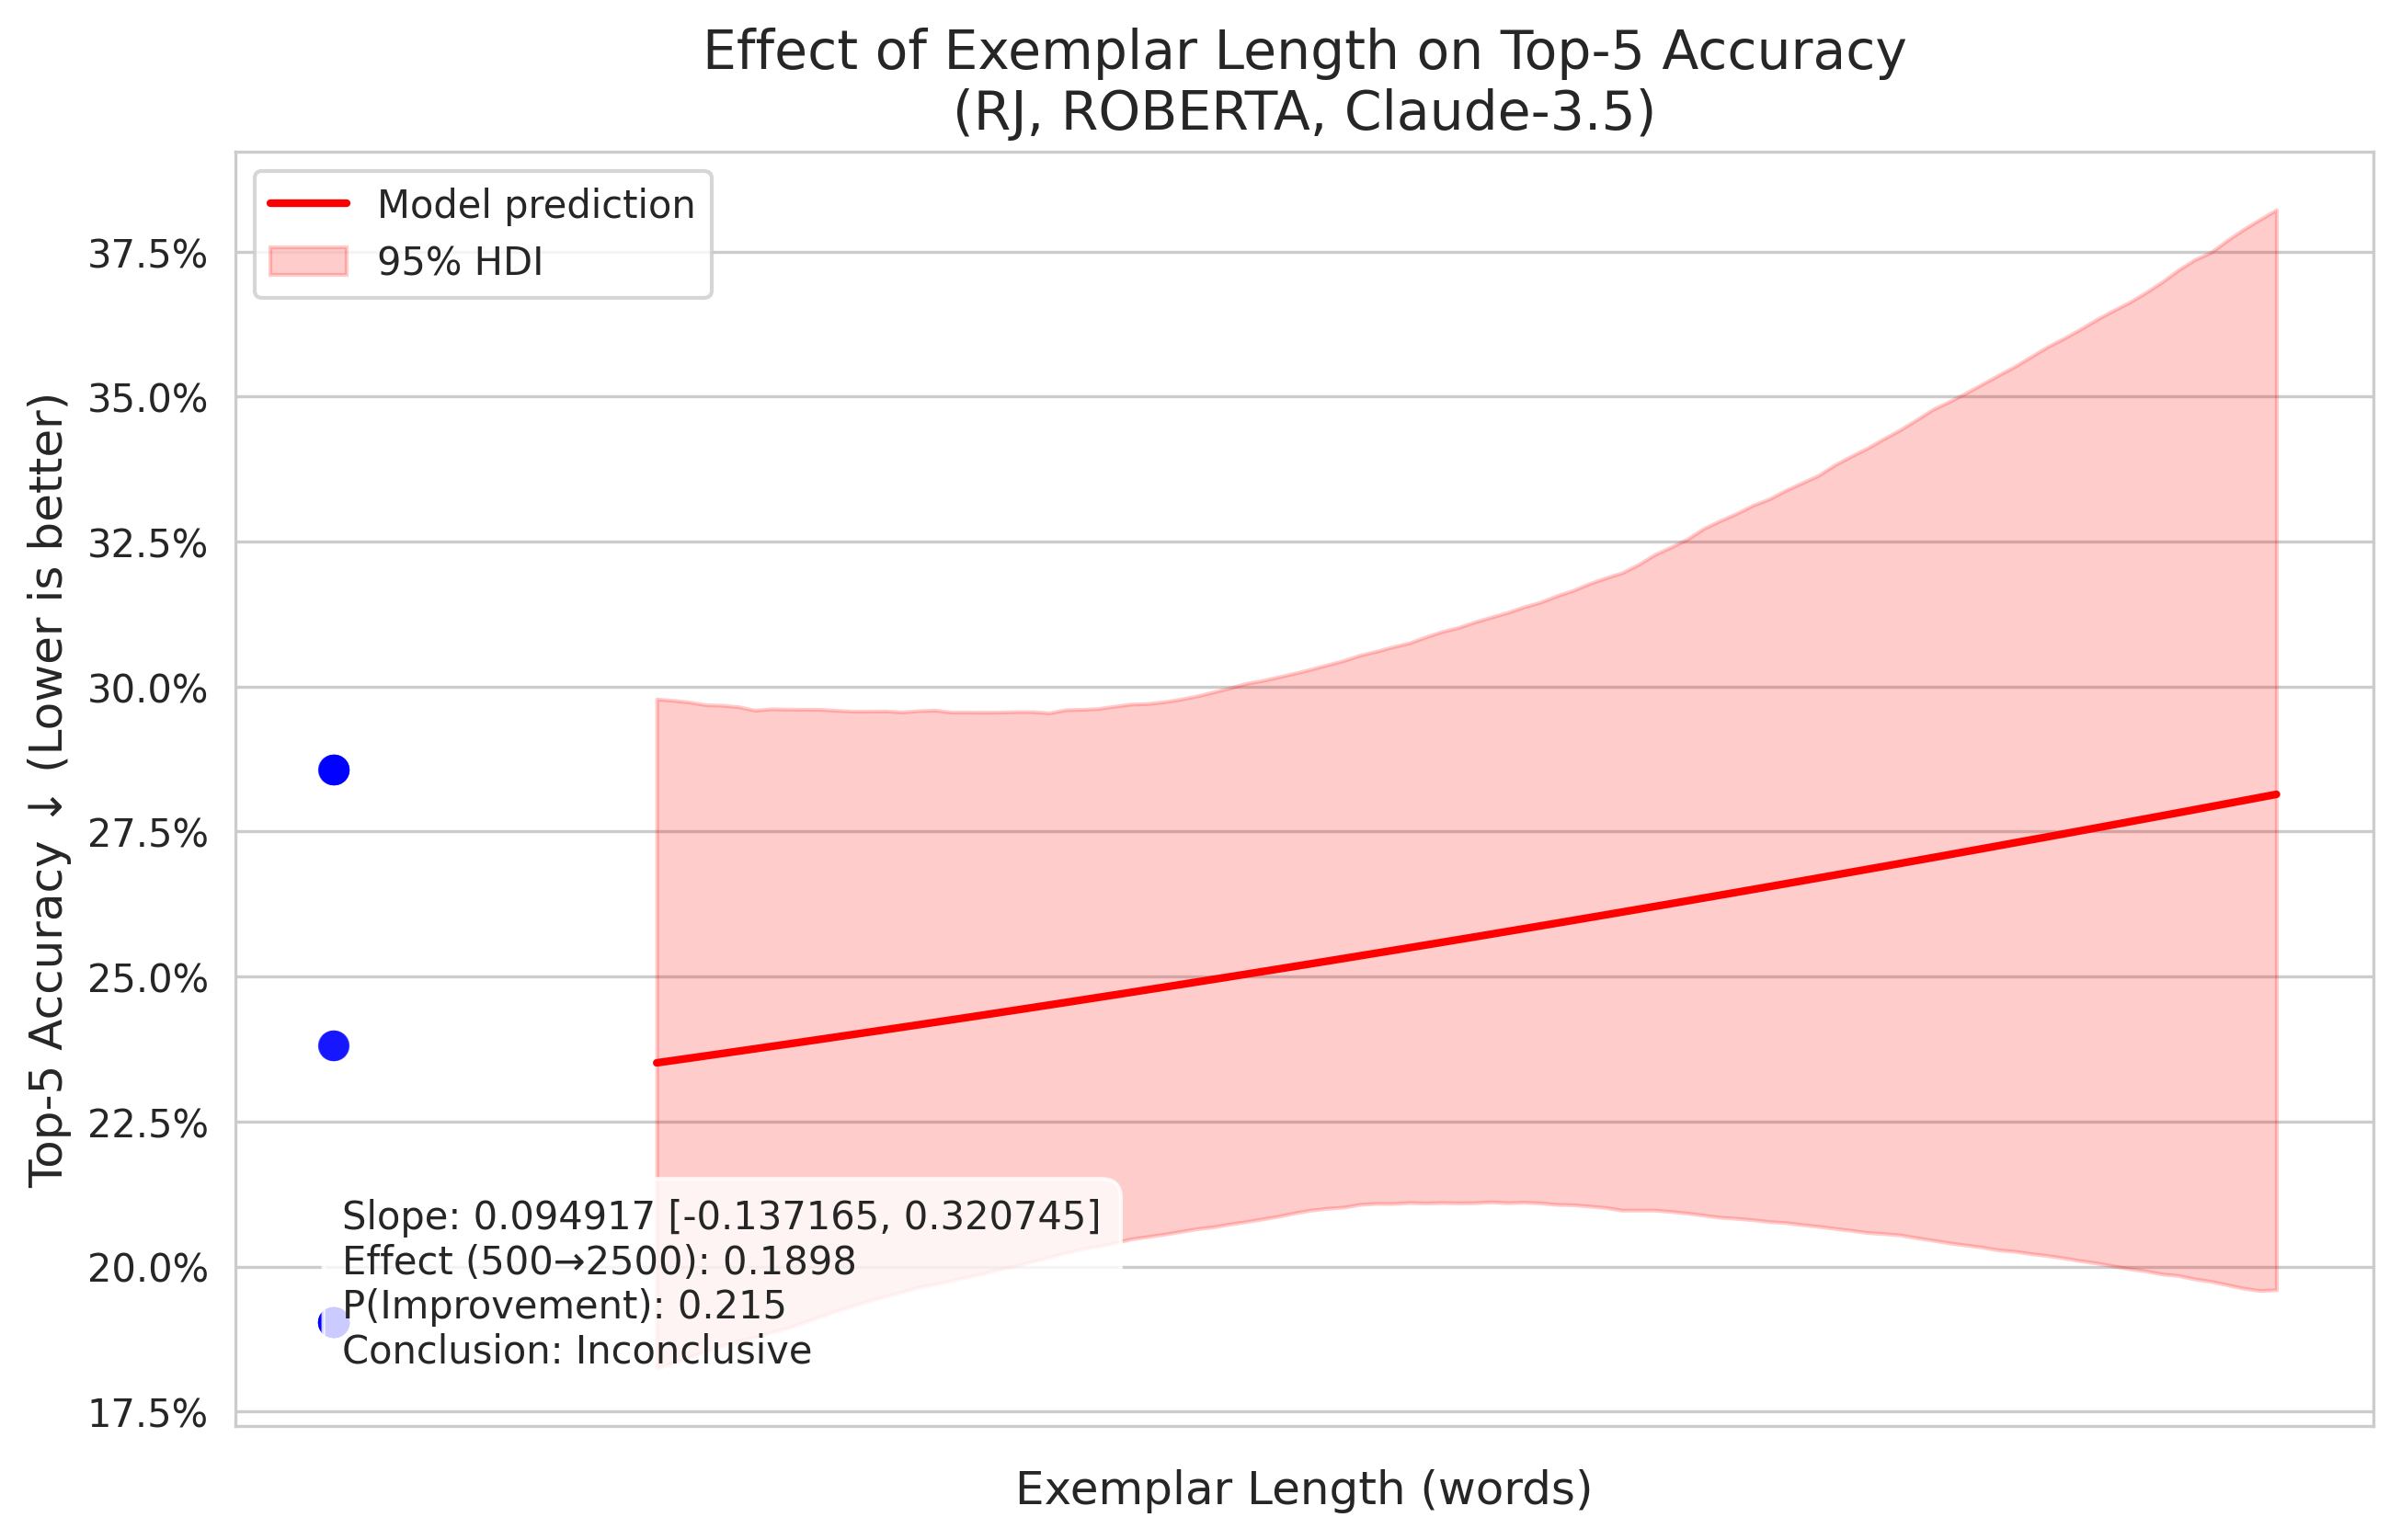 Effect of Exemplar Length on Top-5 Accuracy
(RJ, ROBERTA, Claude-3.5)
Model prediction
95% HDI
37.5%
35.0%
32.5%
30.0%
27.5%
25.0%
22.5%
20.0%
17.5%
Top-5 Accuracy ↓ (Lower is better)
Slope: 0.094917 [-0.137165, 0.320745]
Effect (500→2500): 0.1898
P(Improvement): 0.215
Conclusion: Inconclusive
Exemplar Length (words)